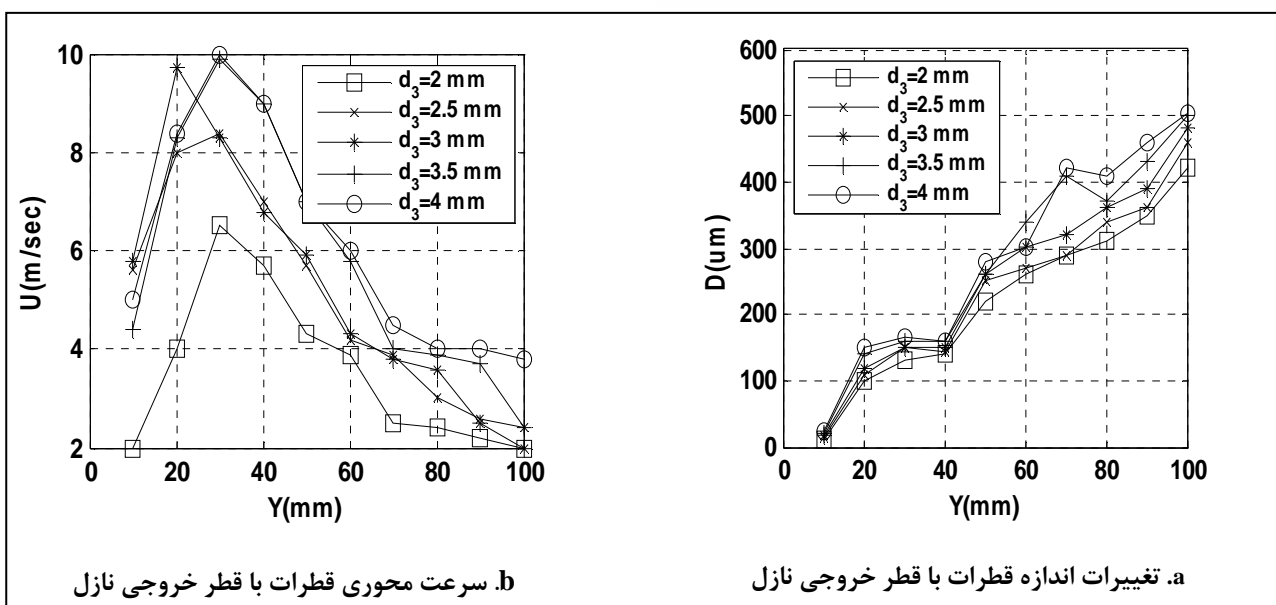 10
8
6
4
2
0
20
40
60
80
100
U(m/sec)
Y(mm)
d3=2 mm
d3=2.5 mm
d3=3 mm
d3=3.5 mm
d3=4 mm
b. سرعت محوری قطرات با قطر خروجی نازل
600
500
400
300
200
100
0
0
20
40
60
80
100
D(um)
Y(mm)
d3=2 mm
d3=2.5 mm
d3=3 mm
d3=3.5 mm
d3=4 mm
a. تغییرات اندازه قطرات با قطر خروجی نازل